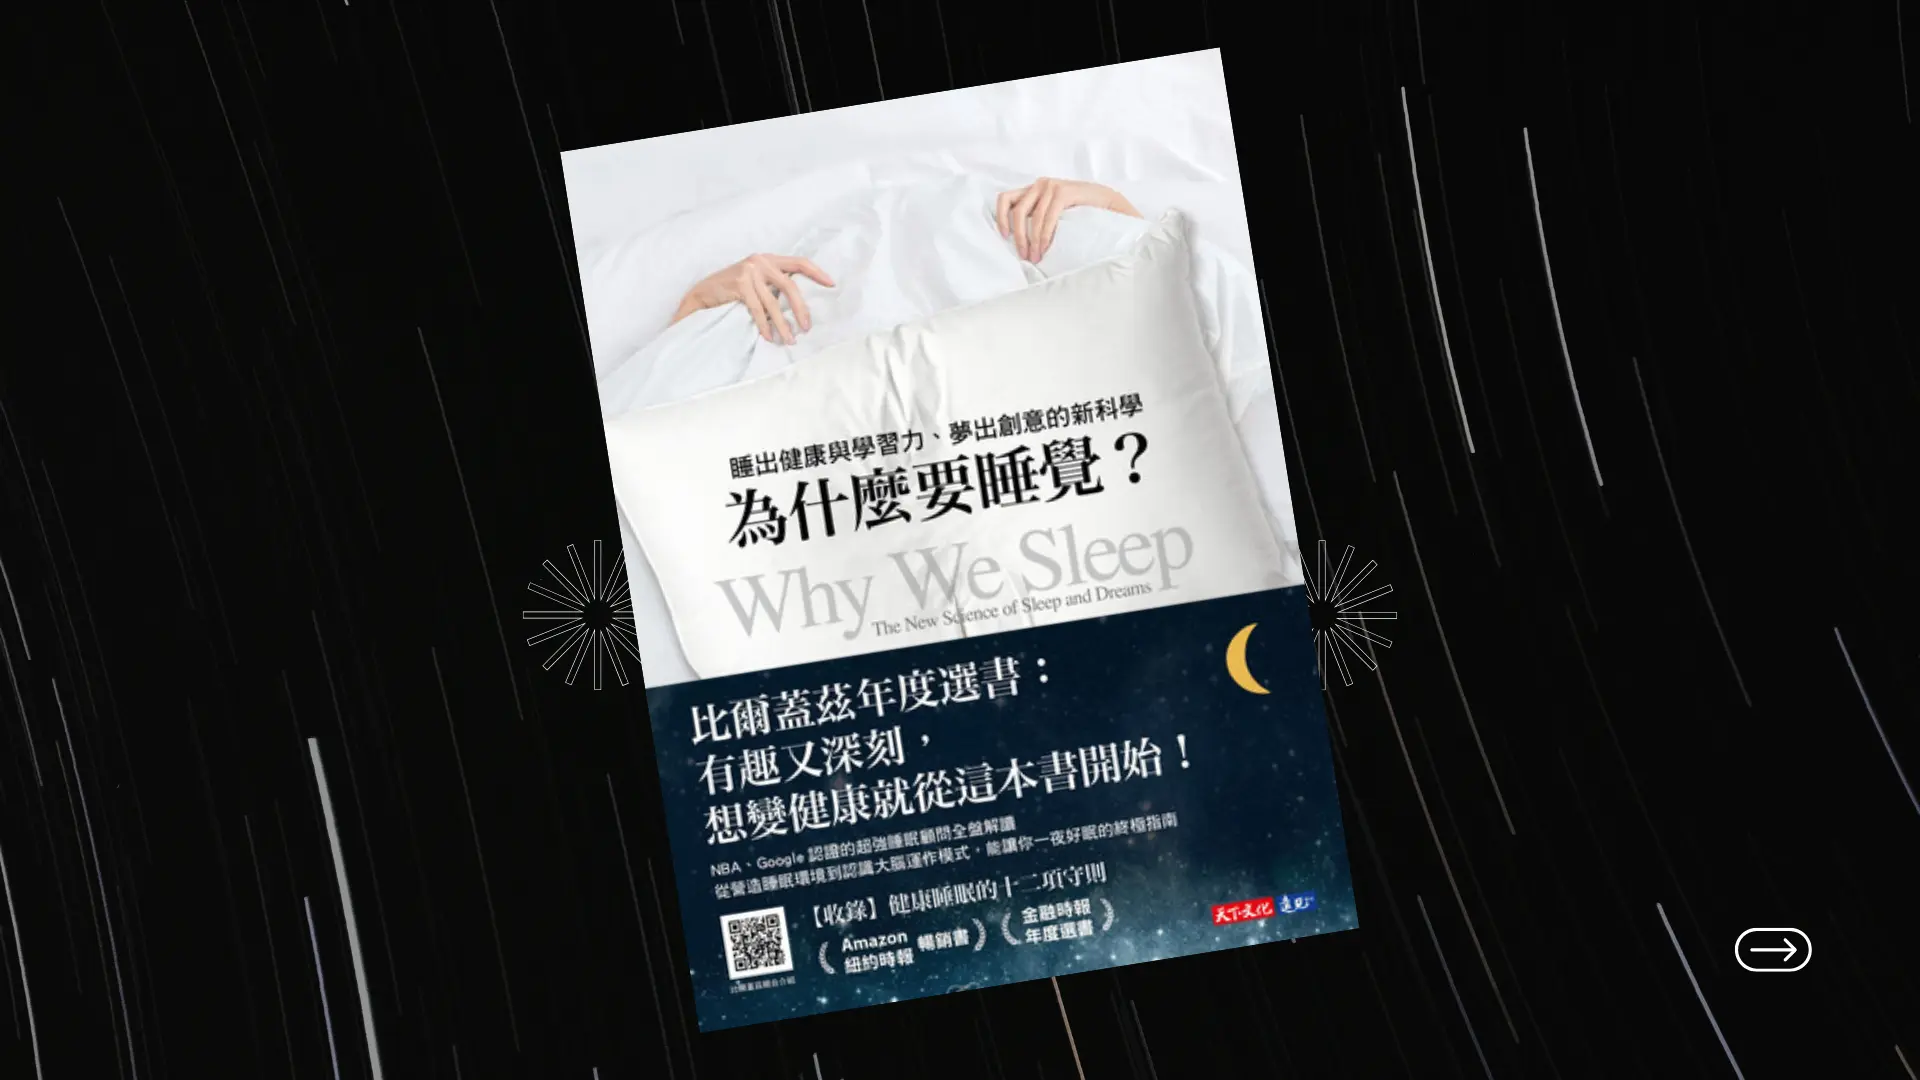 睡出健康與學習力、夢出創意的新科學
為什麼要睡覺？
Why We Sleep
The New Science of Sleep and Dreams
比爾蓋茲年度選書：
有趣又深刻，
想變健康就從這本書開始！
NBA、Google 認證的超強睡眠顧問全盤解讀
從營造睡眠環境到認識大腦運作模式，能讓你一夜好眠的終極指南
【收錄】健康睡眠的十二項守則
Amazon
紐約時報
暢銷書
金融時報
年度選書
天下文化
遠見